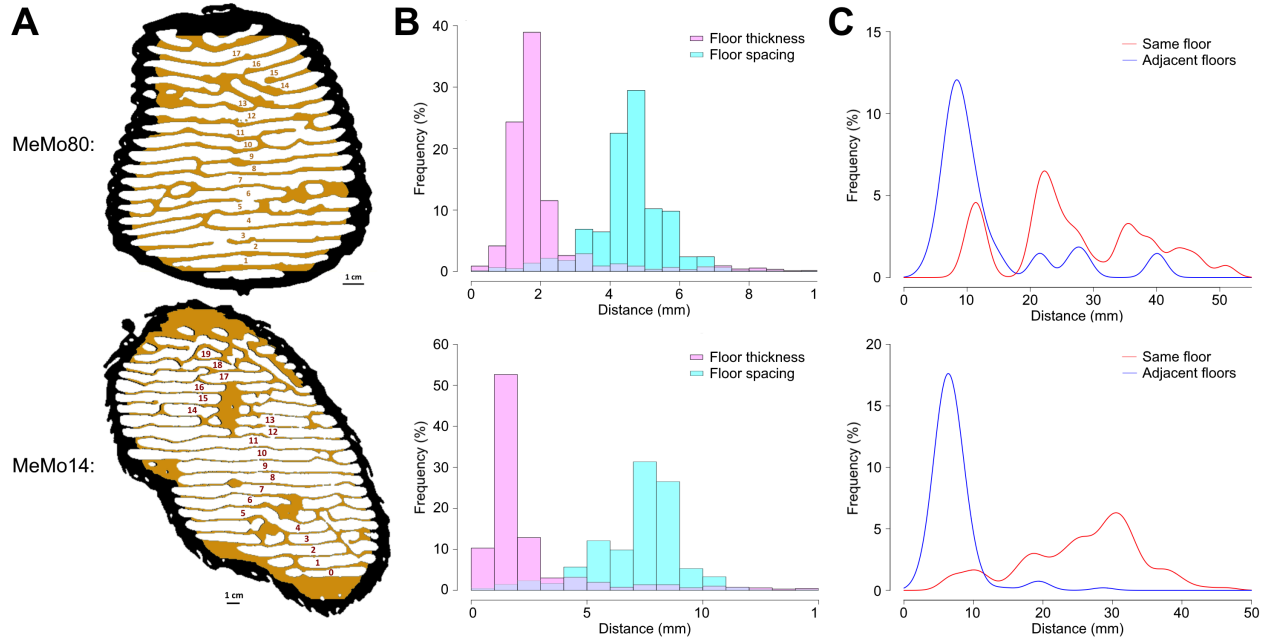 A
MeMo80:
17
16
15
14
13
12
11
10
9
8
7
6
5
4
3
2
1
1 cm
MeMo14:
19
18
17
16
15
14
13
12
11
10
9
8
7
6
5
4
3
2
1
0
1 cm
B
Frequency (%)
40
30
20
10
0
Floor thickness
Floor spacing
0 2 4 6 8 1
Distance (mm)
Frequency (%)
60
50
40
30
20
10
0
Floor thickness
Floor spacing
0 5 10 1
Distance (mm)
C
Frequency (%)
15
10
5
0
Same floor
Adjacent floors
0 10 20 30 40 50
Distance (mm)
Frequency (%)
20
15
10
5
0
Same floor
Adjacent floors
0 10 20 30 40 50
Distance (mm)